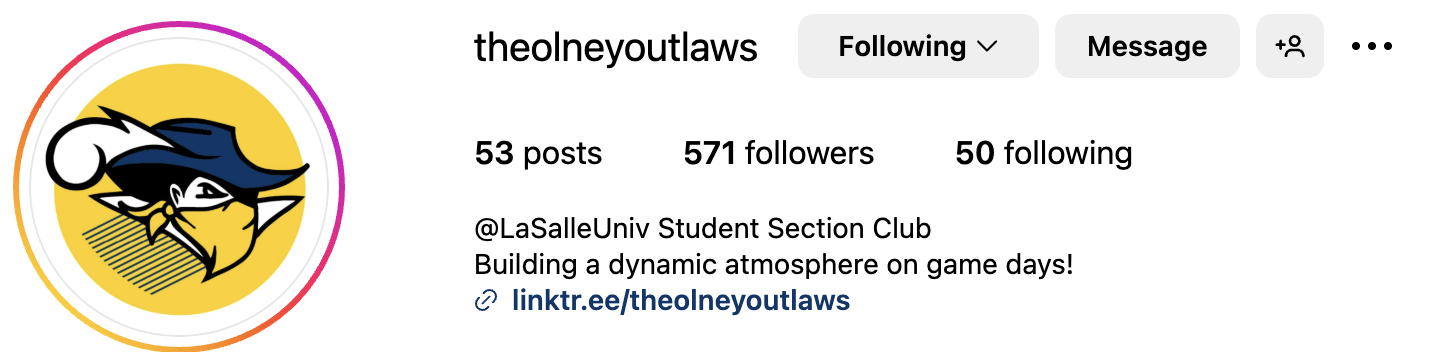 theolneyoutlaws Following Message
53 posts 571 followers 50 following
@LaSalleUniv Student Section Club
Building a dynamic atmosphere on game days!
linktr.ee/theolneyoutlaws